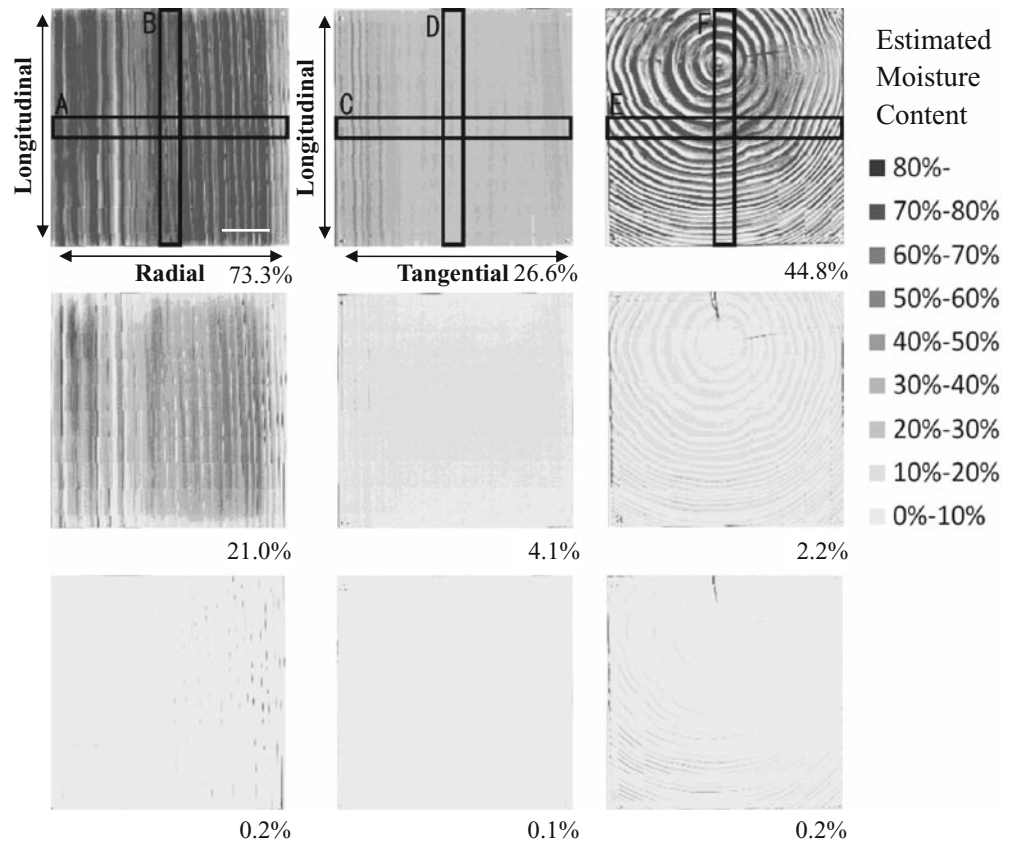 B
A
Longitudinal
Radial
73.3%
D
C
Longitudinal
Tangential
26.6%
F
E
44.8%
21.0%
4.1%
2.2%
0.2%
0.1%
0.2%
Estimated
Moisture
Content
80%-
70%-80%
60%-70%
50%-60%
40%-50%
30%-40%
20%-30%
10%-20%
0%-10%